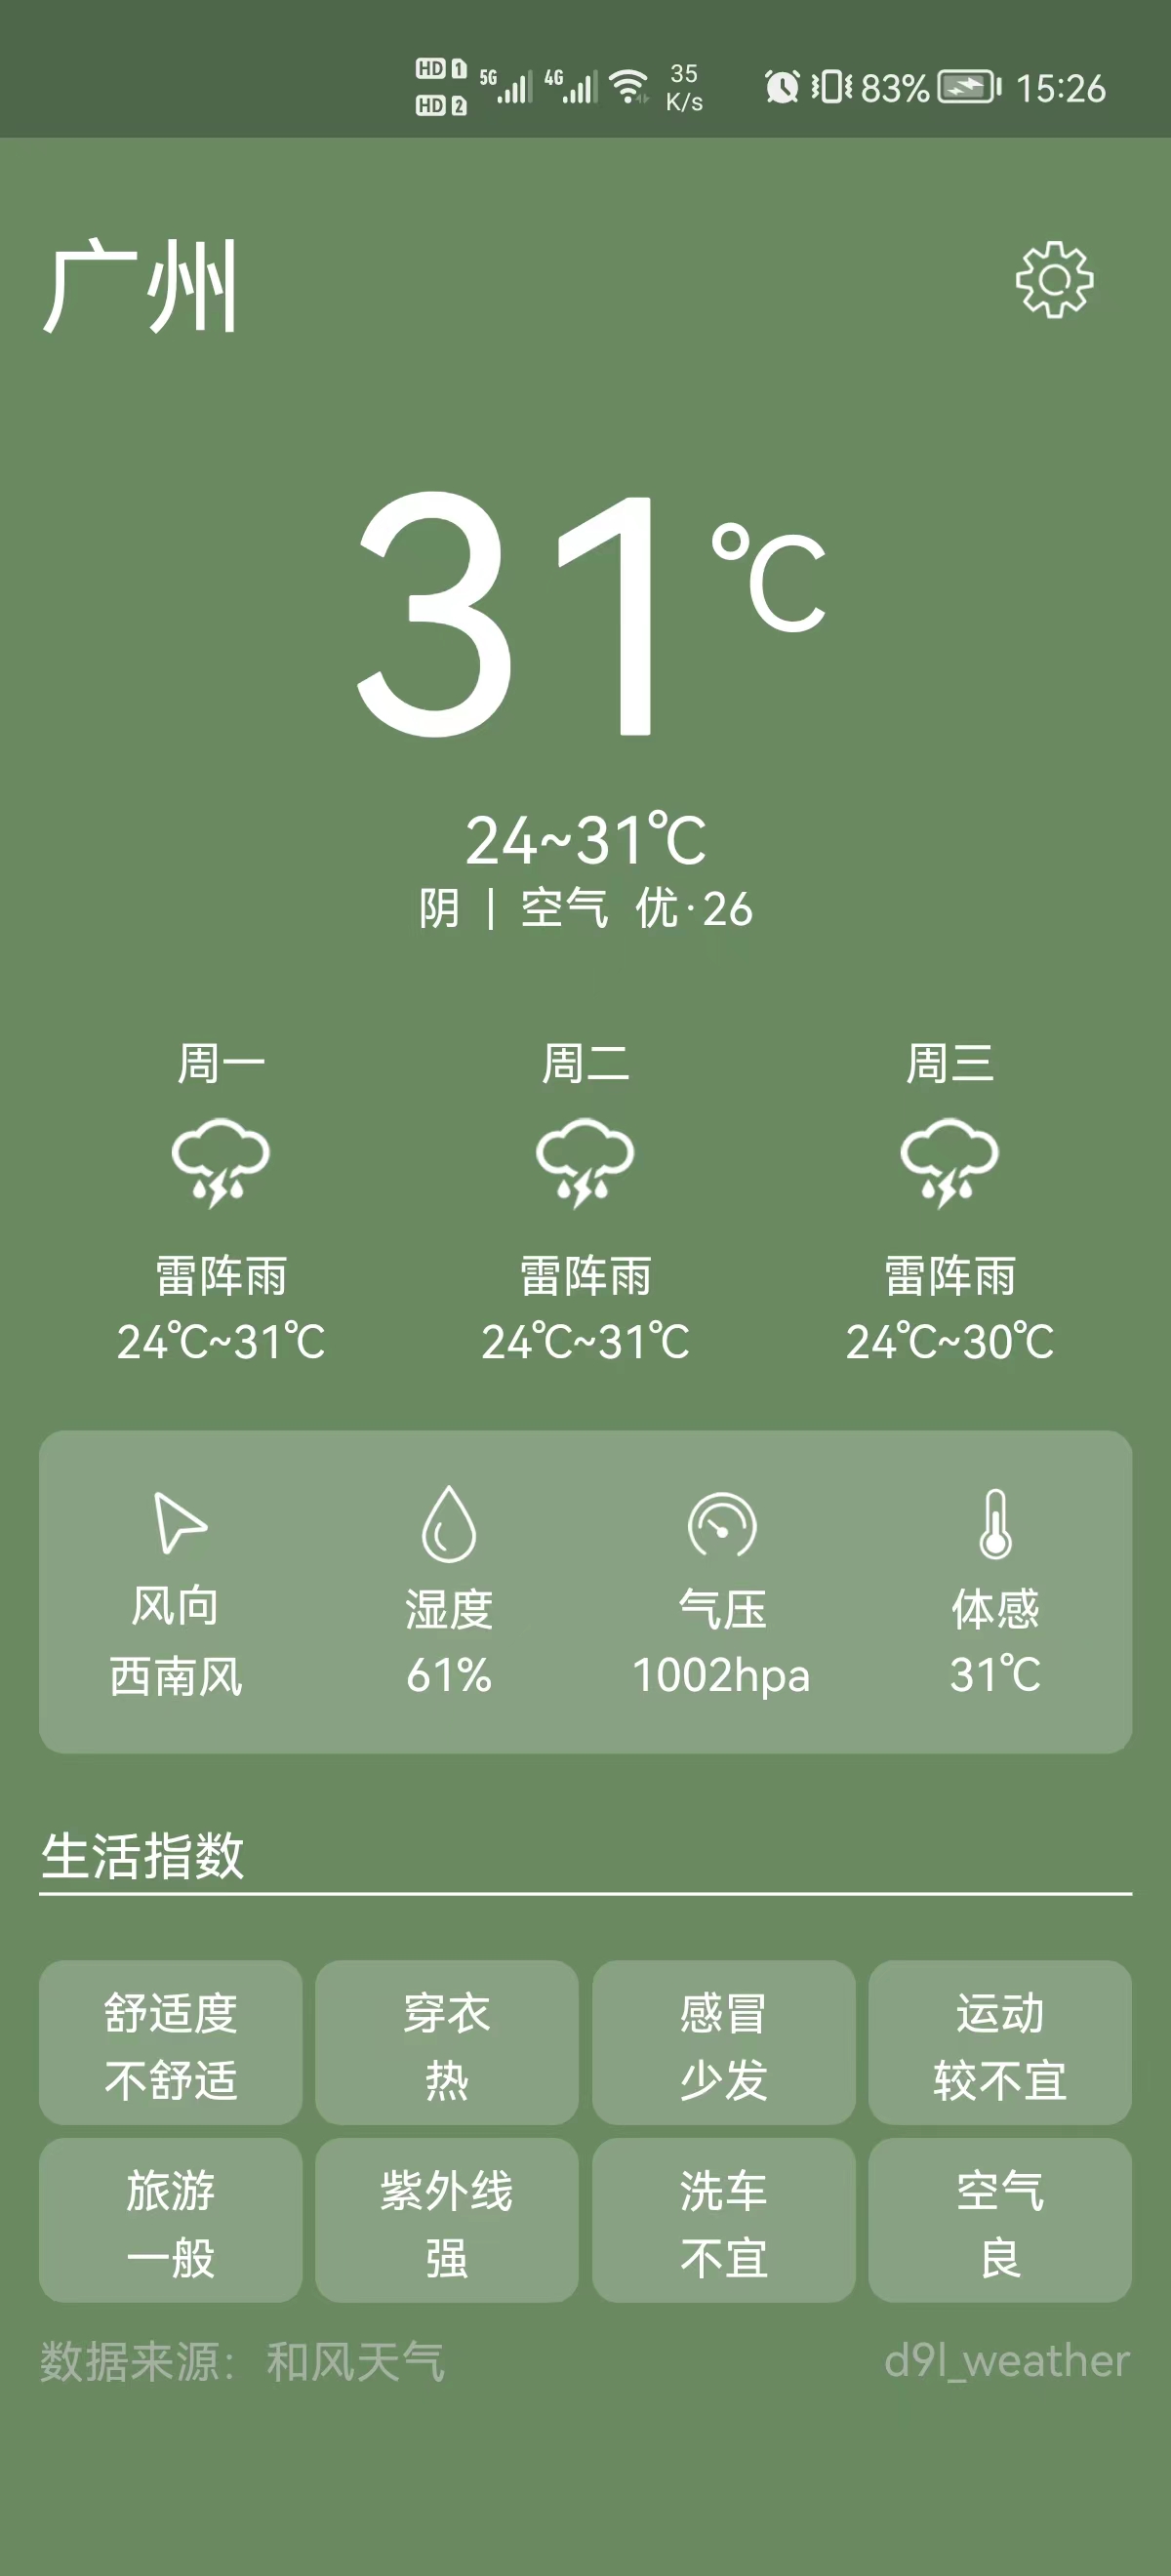 HD 1 5G 4G 35 83% 15:26
HD 2 K/s
广州
31℃
24~31℃
阴 | 空气 优·26
周一 周二 周三
雷阵雨 雷阵雨 雷阵雨
24℃~31℃ 24℃~31℃ 24℃~30℃
风向 湿度 气压 体感
西南风 61% 1002hpa 31℃
生活指数
舒适度 穿衣 感冒 运动
不舒适 热 少发 较不宜
旅游 紫外线 洗车 空气
一般 强 不宜 良
数据来源：和风天气 d9l_weather